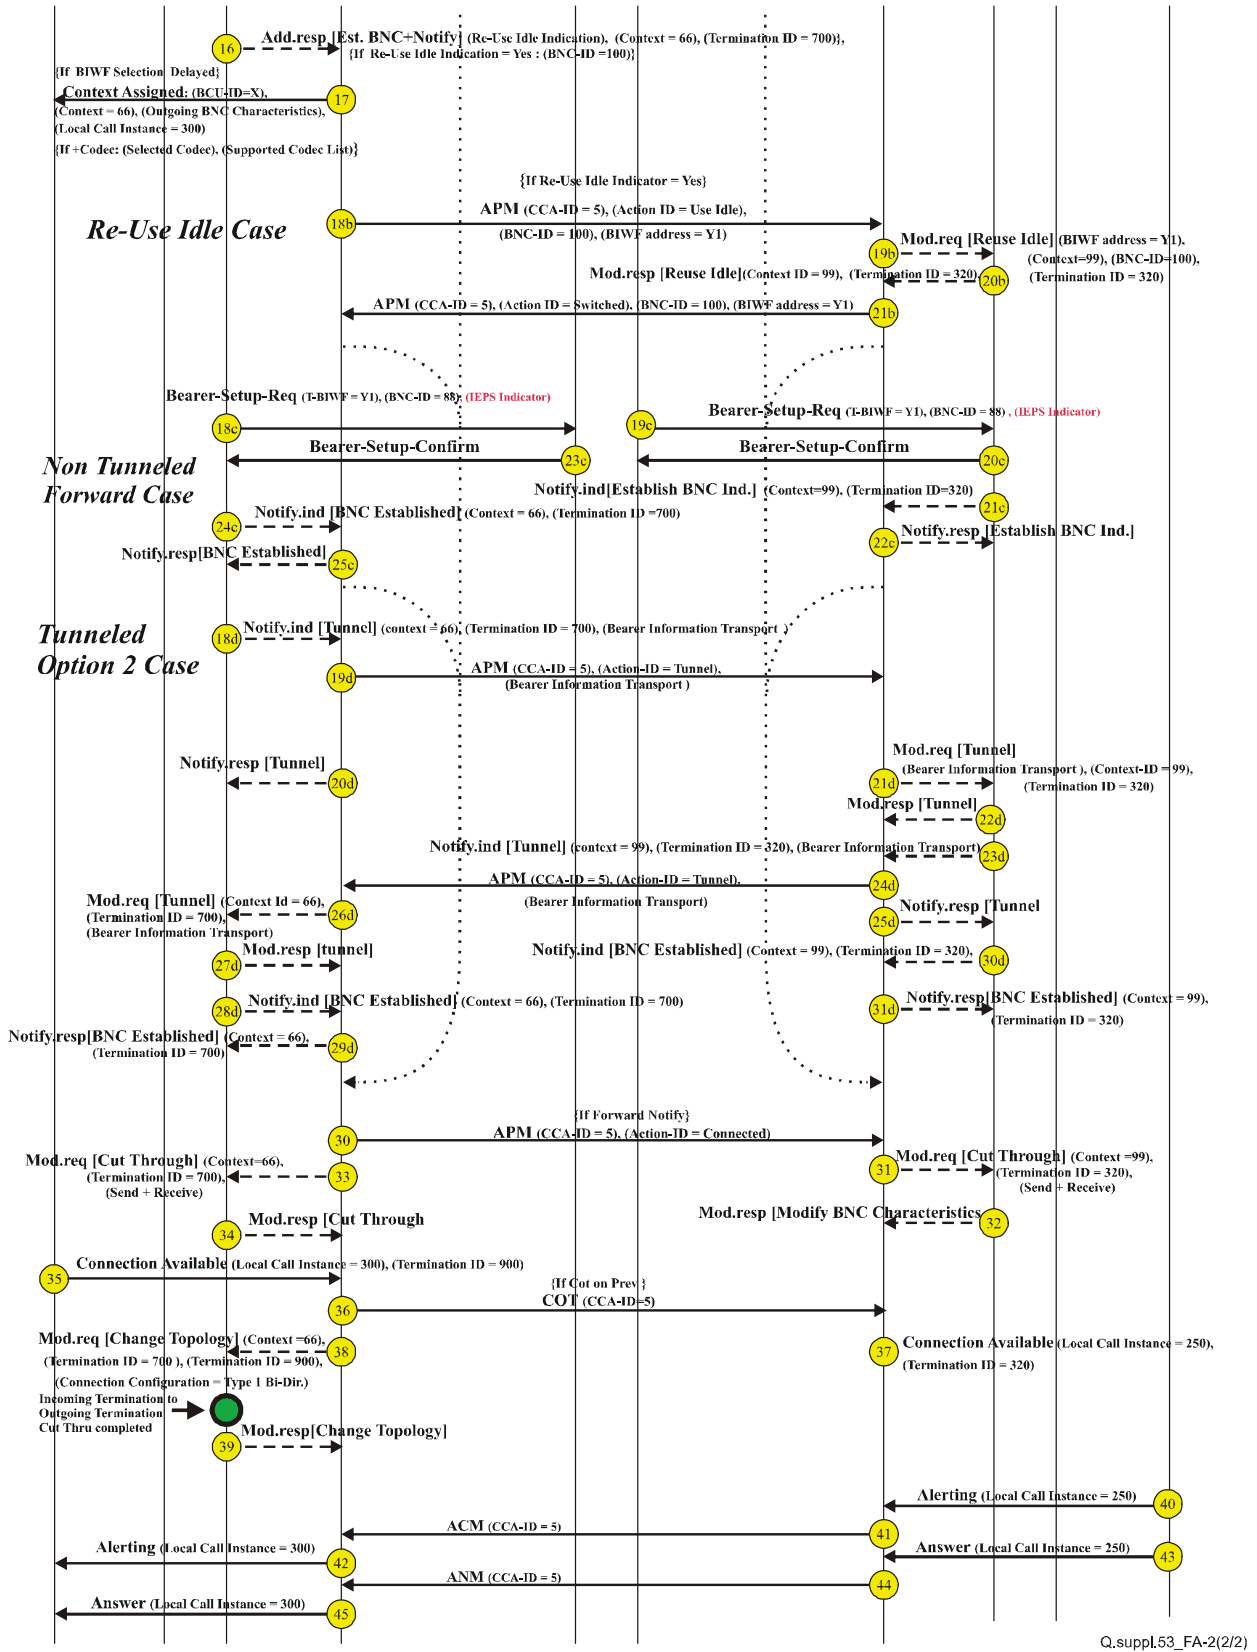 16
Add.resp [Est. BNC+Notify] (Re-Use Idle Indication), (Context = 66), (Termination ID = 700)},
{If Re-Use Idle Indication = Yes : (BNC-ID =100)}
{If BIWF Selection Delayed}
Context Assigned: (BCU-ID=X),
17
(Context = 66), (Outgoing BNC Characteristics),
(Local Call Instance = 300)
{If +Codec: (Selected Codec), (Supported Codec List)}
{If Re-Use Idle Indicator = Yes}
Re-Use Idle Case
18b
APM (CCA-ID = 5), (Action ID = Use Idle),
(BNC-ID = 100), (BIWF address = Y1)
19b
Mod.req [Reuse Idle] (BIWF address = Y1),
(Context=99), (BNC-ID=100),
(Termination ID = 320)
Mod.resp [Reuse Idle](Context ID = 99), (Termination ID = 320),
20b
APM (CCA-ID = 5), (Action ID = Switched), (BNC-ID = 100), (BIWF address = Y1)
21b
Bearer-Setup-Req (T-BIWF = Y1), (BNC-ID = 88), (IEPS Indicator)
18c
Bearer-Setup-Req (T-BIWF = Y1), (BNC-ID = 88) , (IEPS Indicator)
19c
Non Tunneled
Forward Case
Bearer-Setup-Confirm
23c
Bearer-Setup-Confirm
20c
Notify.ind[Establish BNC Ind.] (Context=99), (Termination ID=320)
21c
24c
Notify.ind [BNC Established] (Context = 66), (Termination ID =700)
22c
Notify.resp [Establish BNC Ind.]
Notify.resp[BNC Established]
25c
Tunneled
Option 2 Case
18d
Notify.ind [Tunnel] (context = 66), (Termination ID = 700), (Bearer Information Transport )
19d
APM (CCA-ID = 5), (Action-ID = Tunnel),
(Bearer Information Transport )
Notify.resp [Tunnel]
20d
Mod.req [Tunnel]
21d
(Bearer Information Transport ), (Context-ID = 99),
(Termination ID = 320)
Mod.resp [Tunnel]
22d
Notify.ind [Tunnel] (context = 99), (Termination ID = 320), (Bearer Information Transport)
23d
APM (CCA-ID = 5), (Action-ID = Tunnel),
(Bearer Information Transport)
24d
Mod.req [Tunnel] (Context Id = 66),
(Termination ID = 700),
(Bearer Information Transport)
26d
25d
Notify.resp [Tunnel
27d
Mod.resp [tunnel]
Notify.ind [BNC Established] (Context = 99), (Termination ID = 320),
30d
28d
Notify.ind [BNC Established] (Context = 66), (Termination ID = 700)
31d
Notify.resp[BNC Established] (Context = 99),
(Termination ID = 320)
Notify.resp[BNC Established] (Context = 66),
(Termination ID = 700)
29d
{If Forward Notify}
30
APM (CCA-ID = 5), (Action-ID = Connected)
Mod.req [Cut Through] (Context=66),
(Termination ID = 700),
(Send + Receive)
33
31
Mod.req [Cut Through] (Context =99),
(Termination ID = 320),
(Send + Receive)
34
Mod.resp [Cut Through
Mod.resp [Modify BNC Characteristics
32
35
Connection Available (Local Call Instance = 300), (Termination ID = 900)
{If Cot on Prev }
36
COT (CCA-ID=5)
Mod.req [Change Topology] (Context =66),
(Termination ID = 700 ), (Termination ID = 900),
(Connection Configuration = Type 1 Bi-Dir.)
38
37
Connection Available (Local Call Instance = 250),
(Termination ID = 320)
Incoming Termination to
Outgoing Termination
Cut Thru completed
39
Mod.resp[Change Topology]
Alerting (Local Call Instance = 250)
40
ACM (CCA-ID = 5)
41
Alerting (Local Call Instance = 300)
42
Answer (Local Call Instance = 250)
43
ANM (CCA-ID = 5)
44
Answer (Local Call Instance = 300)
45
Q.suppl.53_FA-2(2/2)